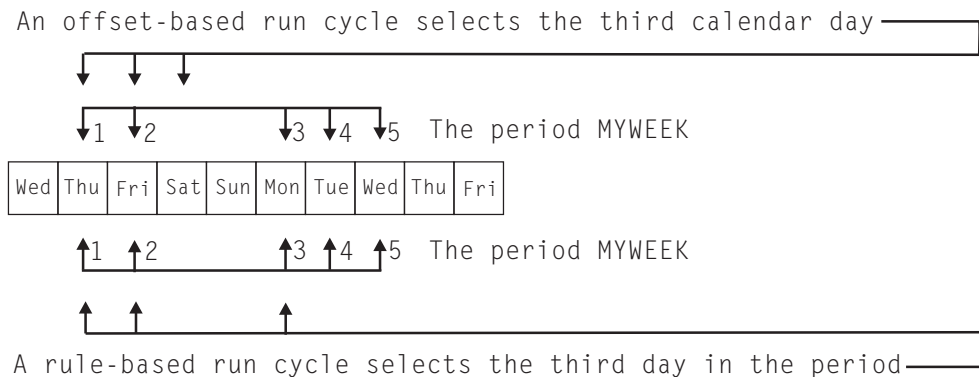 An offset-based run cycle selects the third calendar day
1 2 3 4 5 The period MYWEEK
Wed Thu Fri Sat Sun Mon Tue Wed Thu Fri
1 2 3 4 5 The period MYWEEK
A rule-based run cycle selects the third day in the period